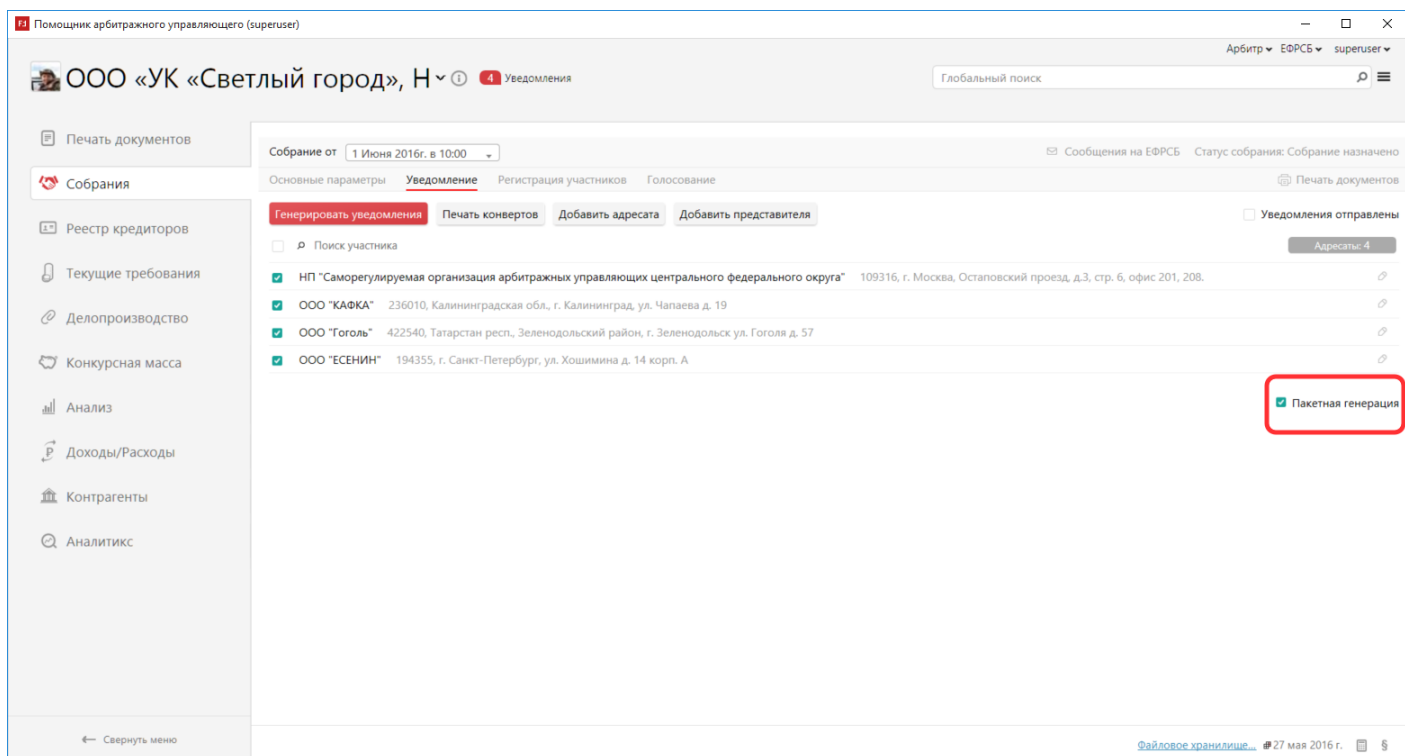 Помощник арбитражного управляющего (superuser)
Арбитр ЕФРСБ superuser
ООО «УК «Светлый город», Н 4 Уведомления
Глобальный поиск
Печать документов
Собрания
Реестр кредиторов
Текущие требования
Делопроизводство
Конкурсная масса
Анализ
Доходы/Расходы
Контрагенты
Аналитикс
Свернуть меню
Собрание от 1 Июня 2016г. в 10:00
Сообщения на ЕФРСБ Статус собрания: Собрание назначено
Основные параметры Уведомление Регистрация участников Голосование
Печать документов
Генерировать уведомления Печать конвертов Добавить адресата Добавить представителя
Уведомления отправлены
Поиск участника
Адресаты: 4
НП "Саморегулируемая организация арбитражных управляющих центрального федерального округа" 109316, г. Москва, Остаповский проезд, д.3, стр. 6, офис 201, 208.
ООО "КАФКА" 236010, Калининградская обл., г. Калининград, ул. Чапаева д. 19
ООО "Гоголь" 422540, Татарстан респ., Зеленодольский район, г. Зеленодольск ул. Гоголя д. 57
ООО "ЕСЕНИН" 194355, г. Санкт-Петербург, ул. Хошимина д. 14 корп. А
Пакетная генерация
Файловое хранилище... 27 мая 2016 г. §